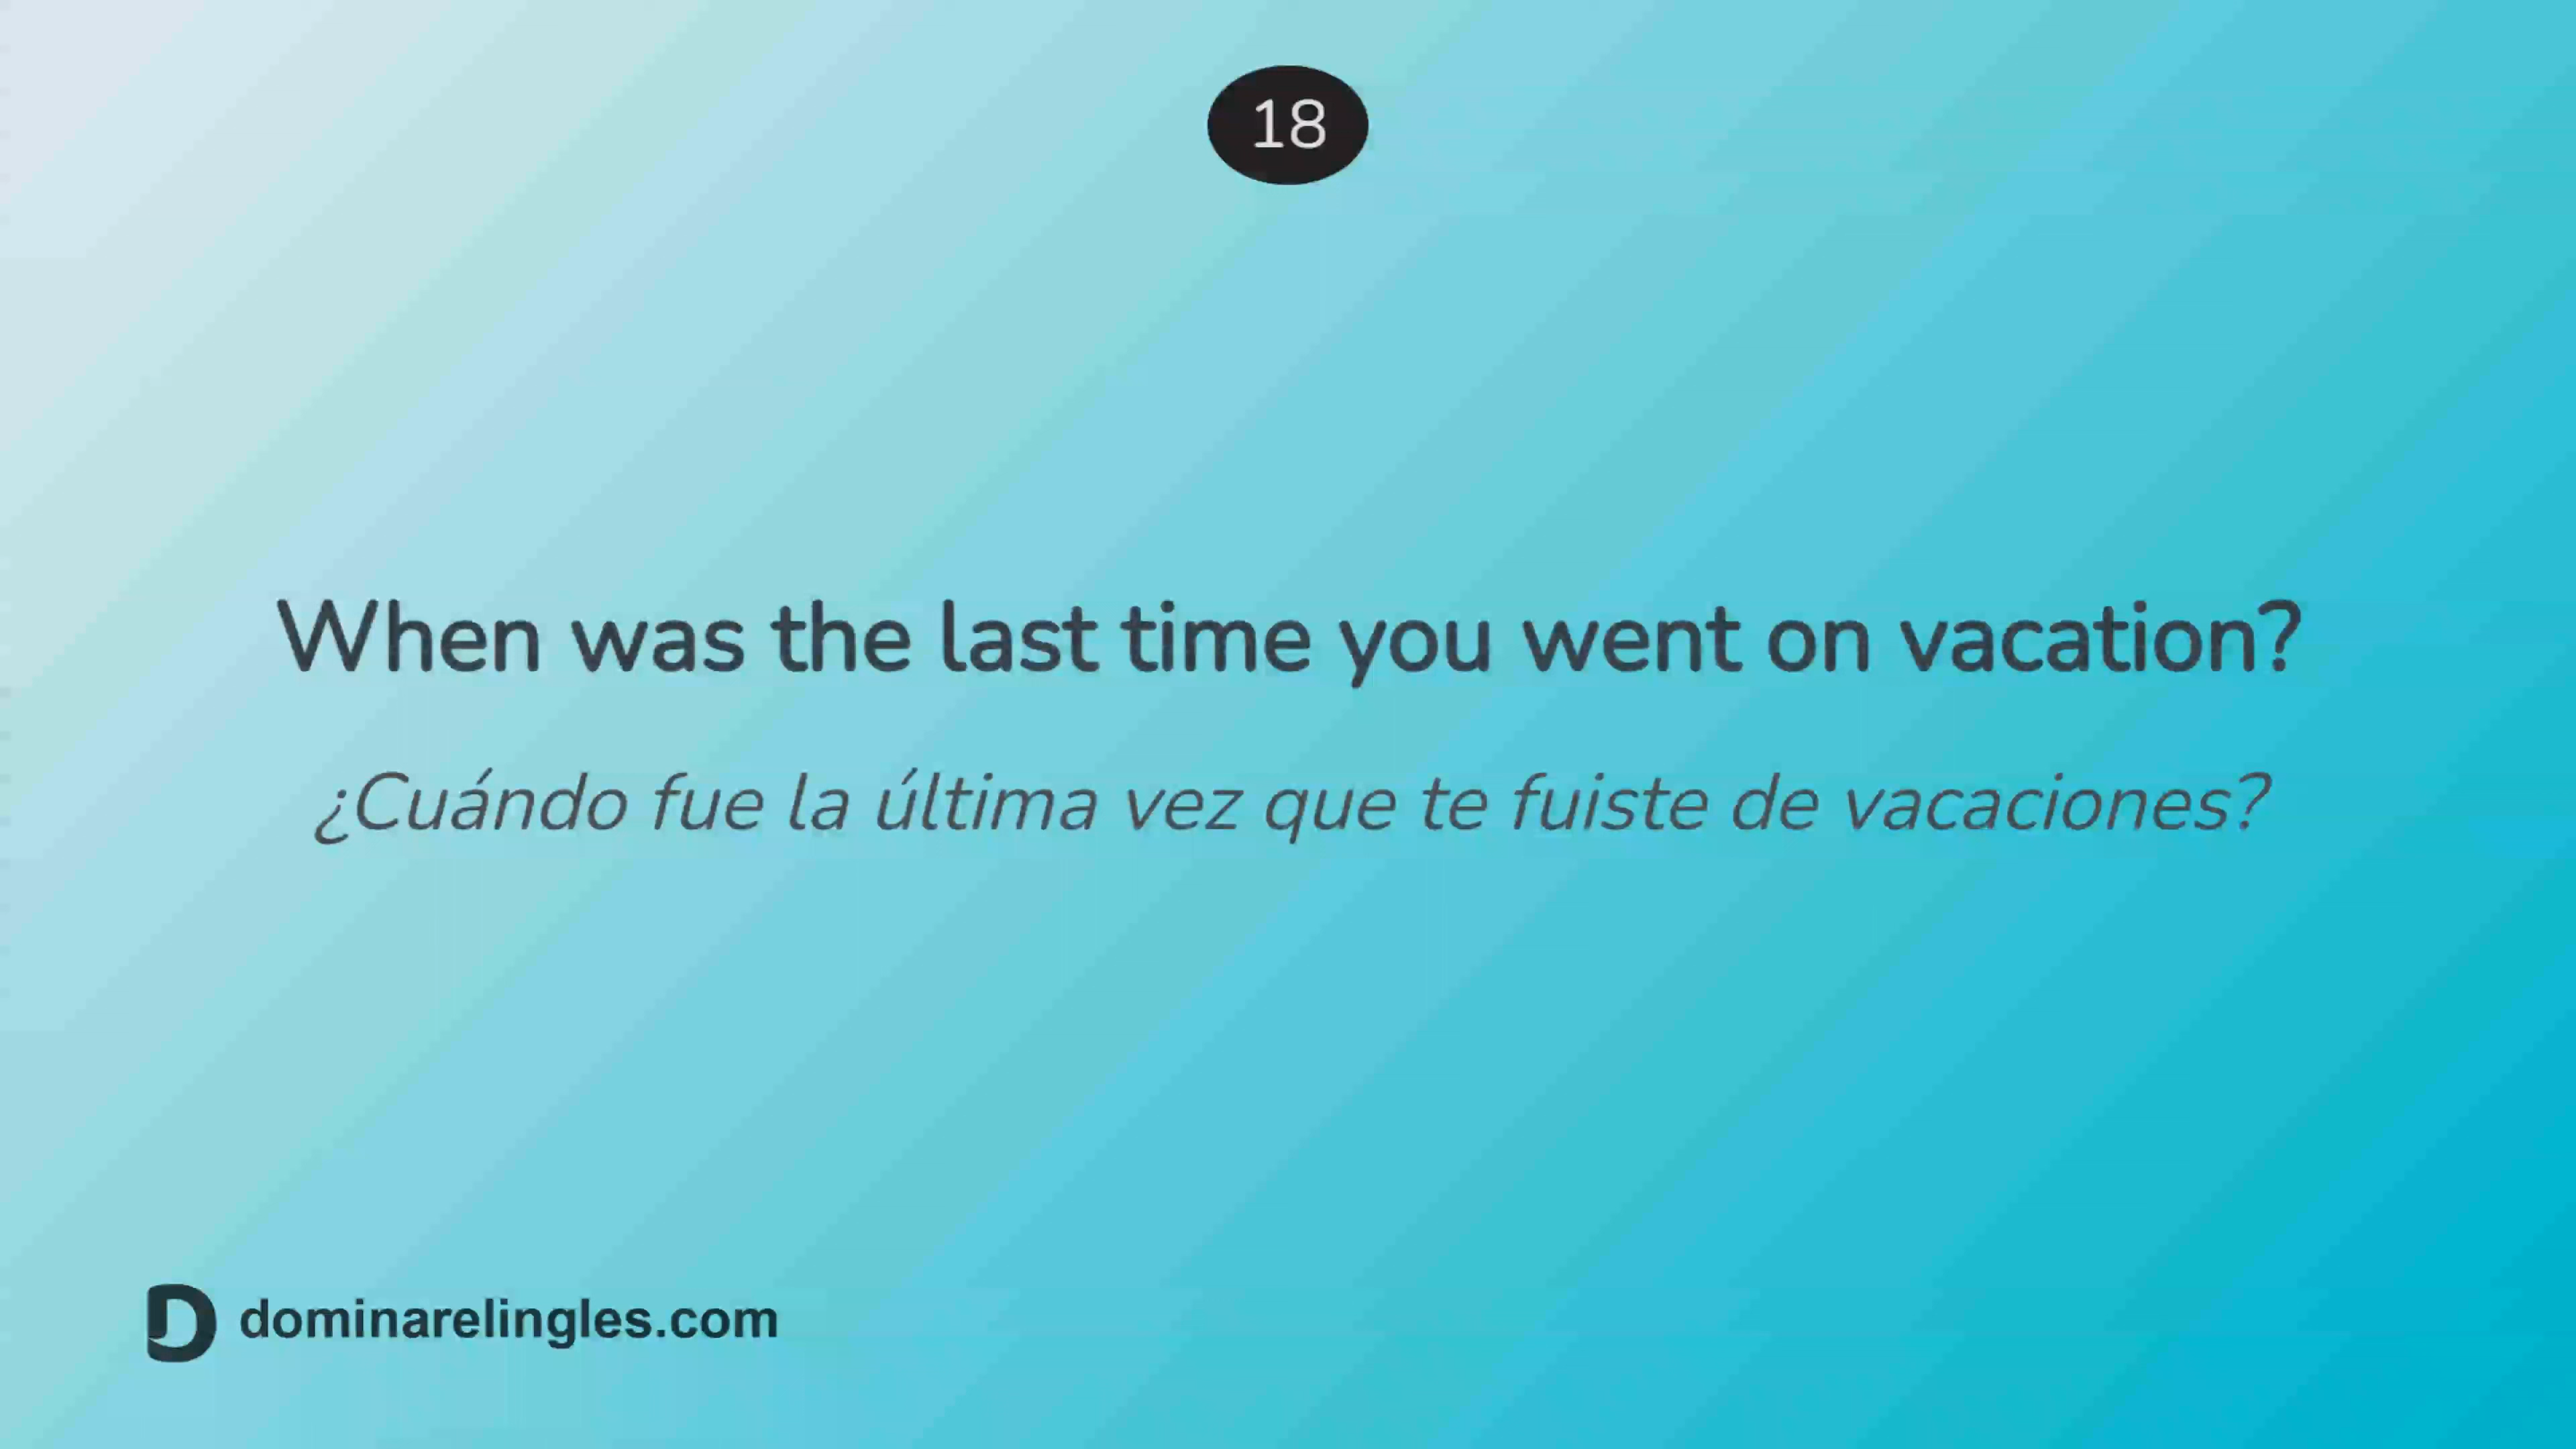 18
When was the last time you went on vacation?
¿Cuándo fue la última vez que te fuiste de vacaciones?
D dominarelingles.com